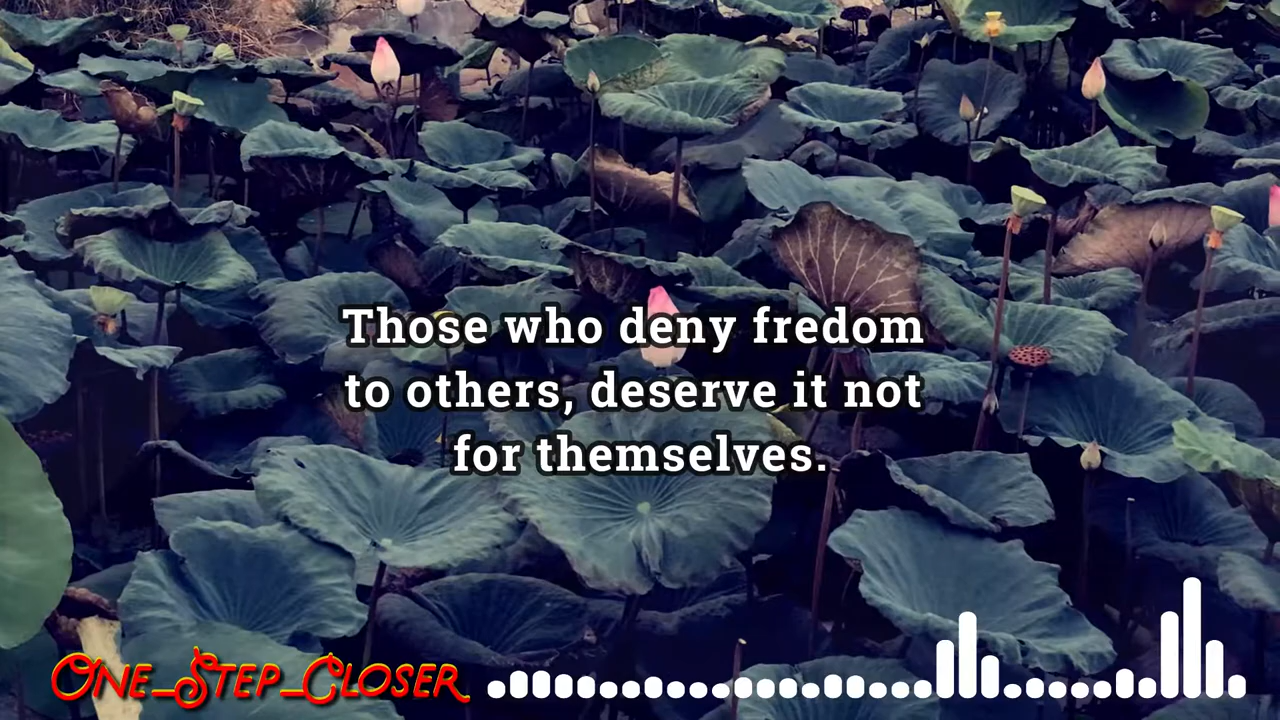 Those who deny fredom
to others, deserve it not
for themselves.
One_Step_Closer